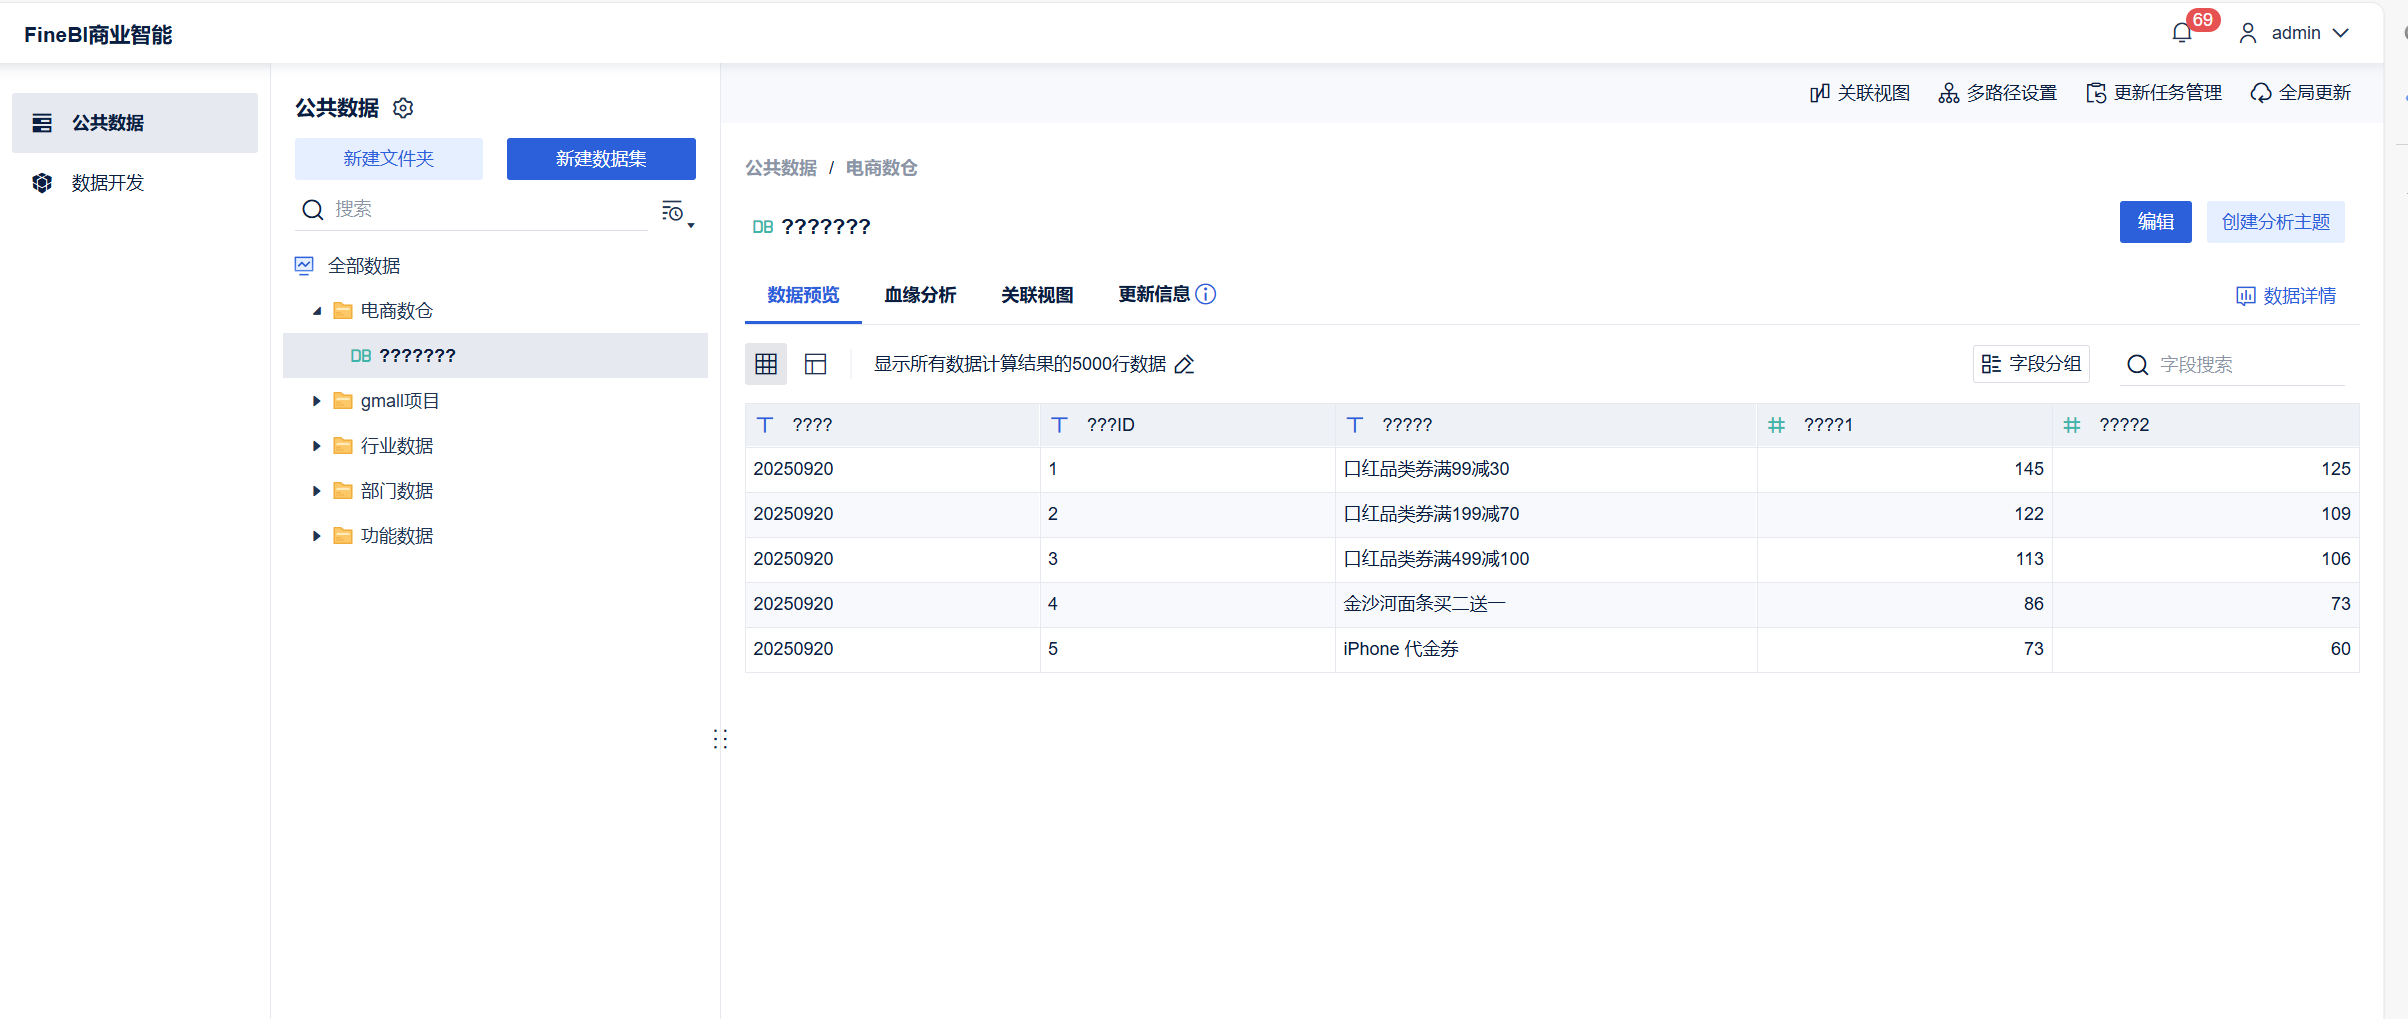 FineBI商业智能
69
admin
公共数据
数据开发
公共数据
新建文件夹
新建数据集
搜索
全部数据
电商数仓
DB ???????
gmall项目
行业数据
部门数据
功能数据
关联视图 多路径设置 更新任务管理 全局更新
公共数据 / 电商数仓
DB ???????
编辑 创建分析主题
数据预览 血缘分析 关联视图 更新信息
数据详情
显示所有数据计算结果的5000行数据
字段分组 字段搜索
T ???? T ???ID T ????? # ????1 # ????2
20250920 1 口红品类券满99减30 145 125
20250920 2 口红品类券满199减70 122 109
20250920 3 口红品类券满499减100 113 106
20250920 4 金沙河面条买二送一 86 73
20250920 5 iPhone 代金券 73 60